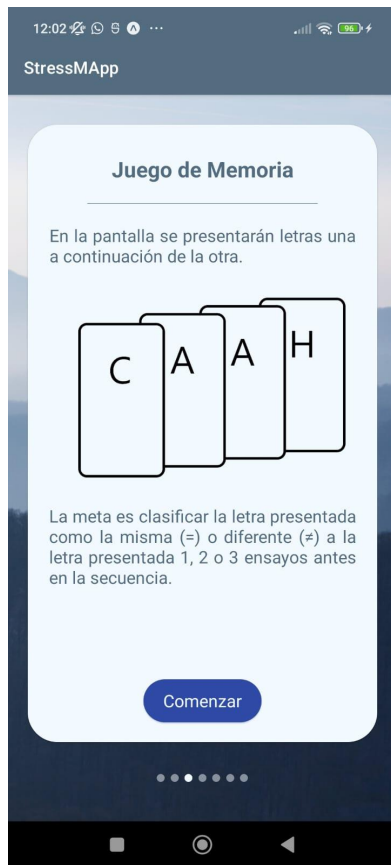 12:02
96
StressMApp
Juego de Memoria
En la pantalla se presentarán letras una
a continuación de la otra.
C A A H
La meta es clasificar la letra presentada
como la misma (=) o diferente (≠) a la
letra presentada 1, 2 o 3 ensayos antes
en la secuencia.
Comenzar